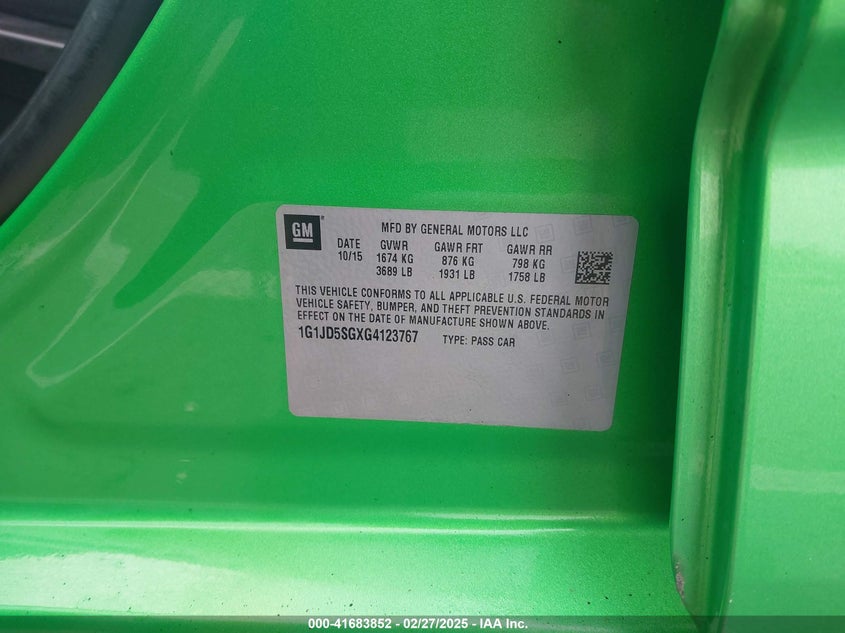 GM
MFD BY GENERAL MOTORS LLC
DATE GVWR GAWR FRT GAWR RR
10/15 1674 KG 876 KG 798 KG
3689 LB 1931 LB 1758 LB
THIS VEHICLE CONFORMS TO ALL APPLICABLE U.S. FEDERAL MOTOR
VEHICLE SAFETY, BUMPER, AND THEFT PREVENTION STANDARDS IN
EFFECT ON THE DATE OF MANUFACTURE SHOWN ABOVE.
1G1JD5SGXG4123767 TYPE: PASS CAR
000-41683852 - 02/27/2025 - IAA Inc.